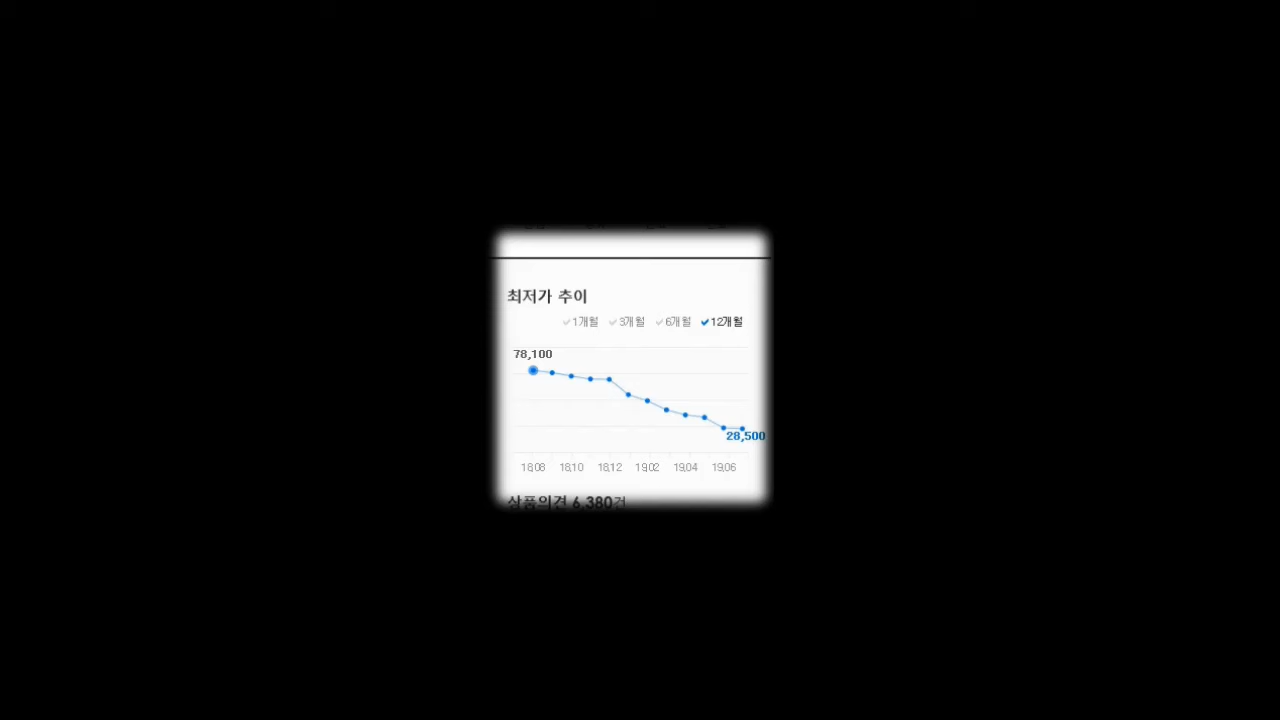 최저가 추이
1개월 3개월 6개월 12개월
78,100
28,500
18.08 18.10 18.12 19.02 19.04 19.06
상품의견 6,380건